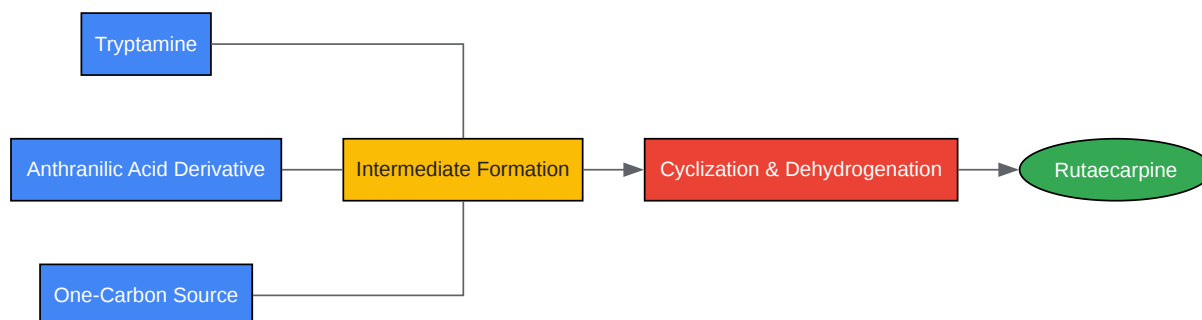 Tryptamine
Anthranilic Acid Derivative
Intermediate Formation
Cyclization & Dehydrogenation
Rutaecarpine
One-Carbon Source